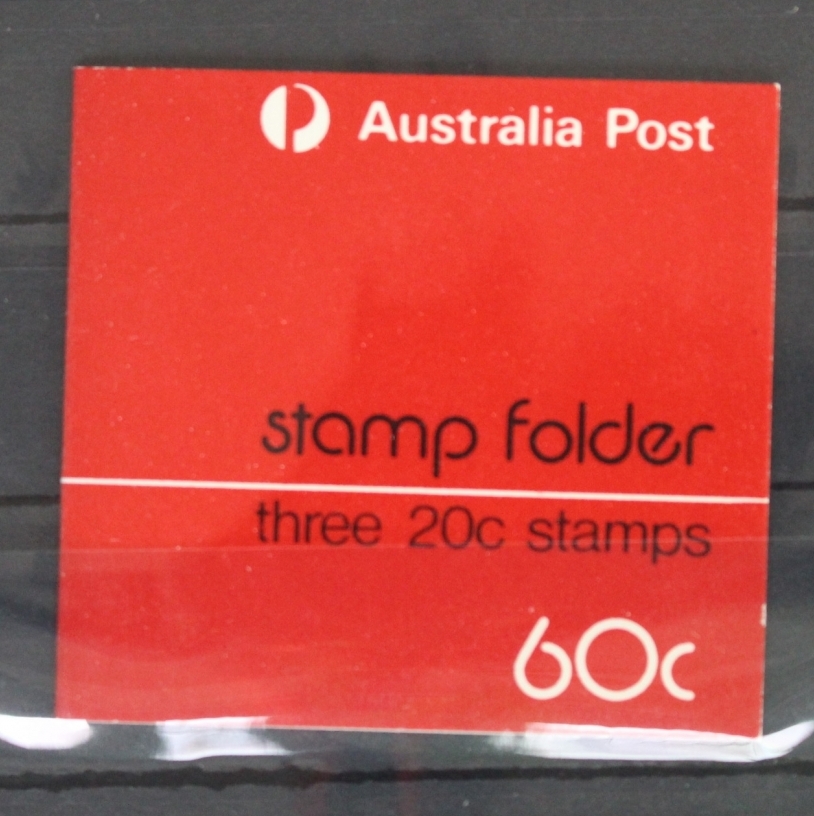 Australia Post
stamp folder
three 20c stamps
60c